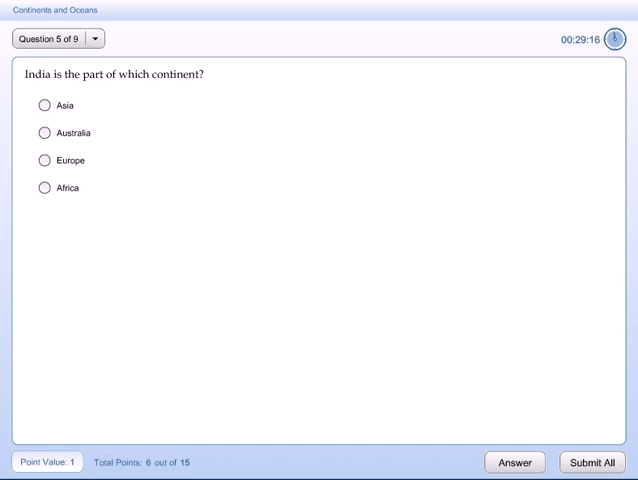 Continents and Oceans
Question 5 of 9
00:29:16
India is the part of which continent?
Asia
Australia
Europe
Africa
Point Value: 1 Total Points: 6 out of 15 Answer Submit All